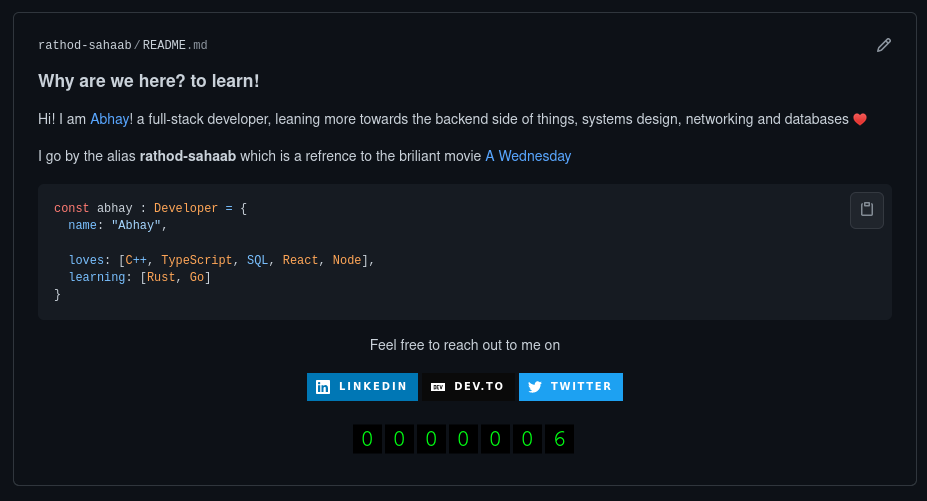 rathod-sahaab/README.md
Why are we here? to learn!
Hi! I am Abhay! a full-stack developer, leaning more towards the backend side of things, systems design, networking and databases ❤️
I go by the alias rathod-sahaab which is a refrence to the briliant movie A Wednesday
const abhay : Developer = {
  name: "Abhay",

  loves: [C++, TypeScript, SQL, React, Node],
  learning: [Rust, Go]
}
Feel free to reach out to me on
LINKEDIN DEV DEV.TO TWITTER
0 0 0 0 0 0 6